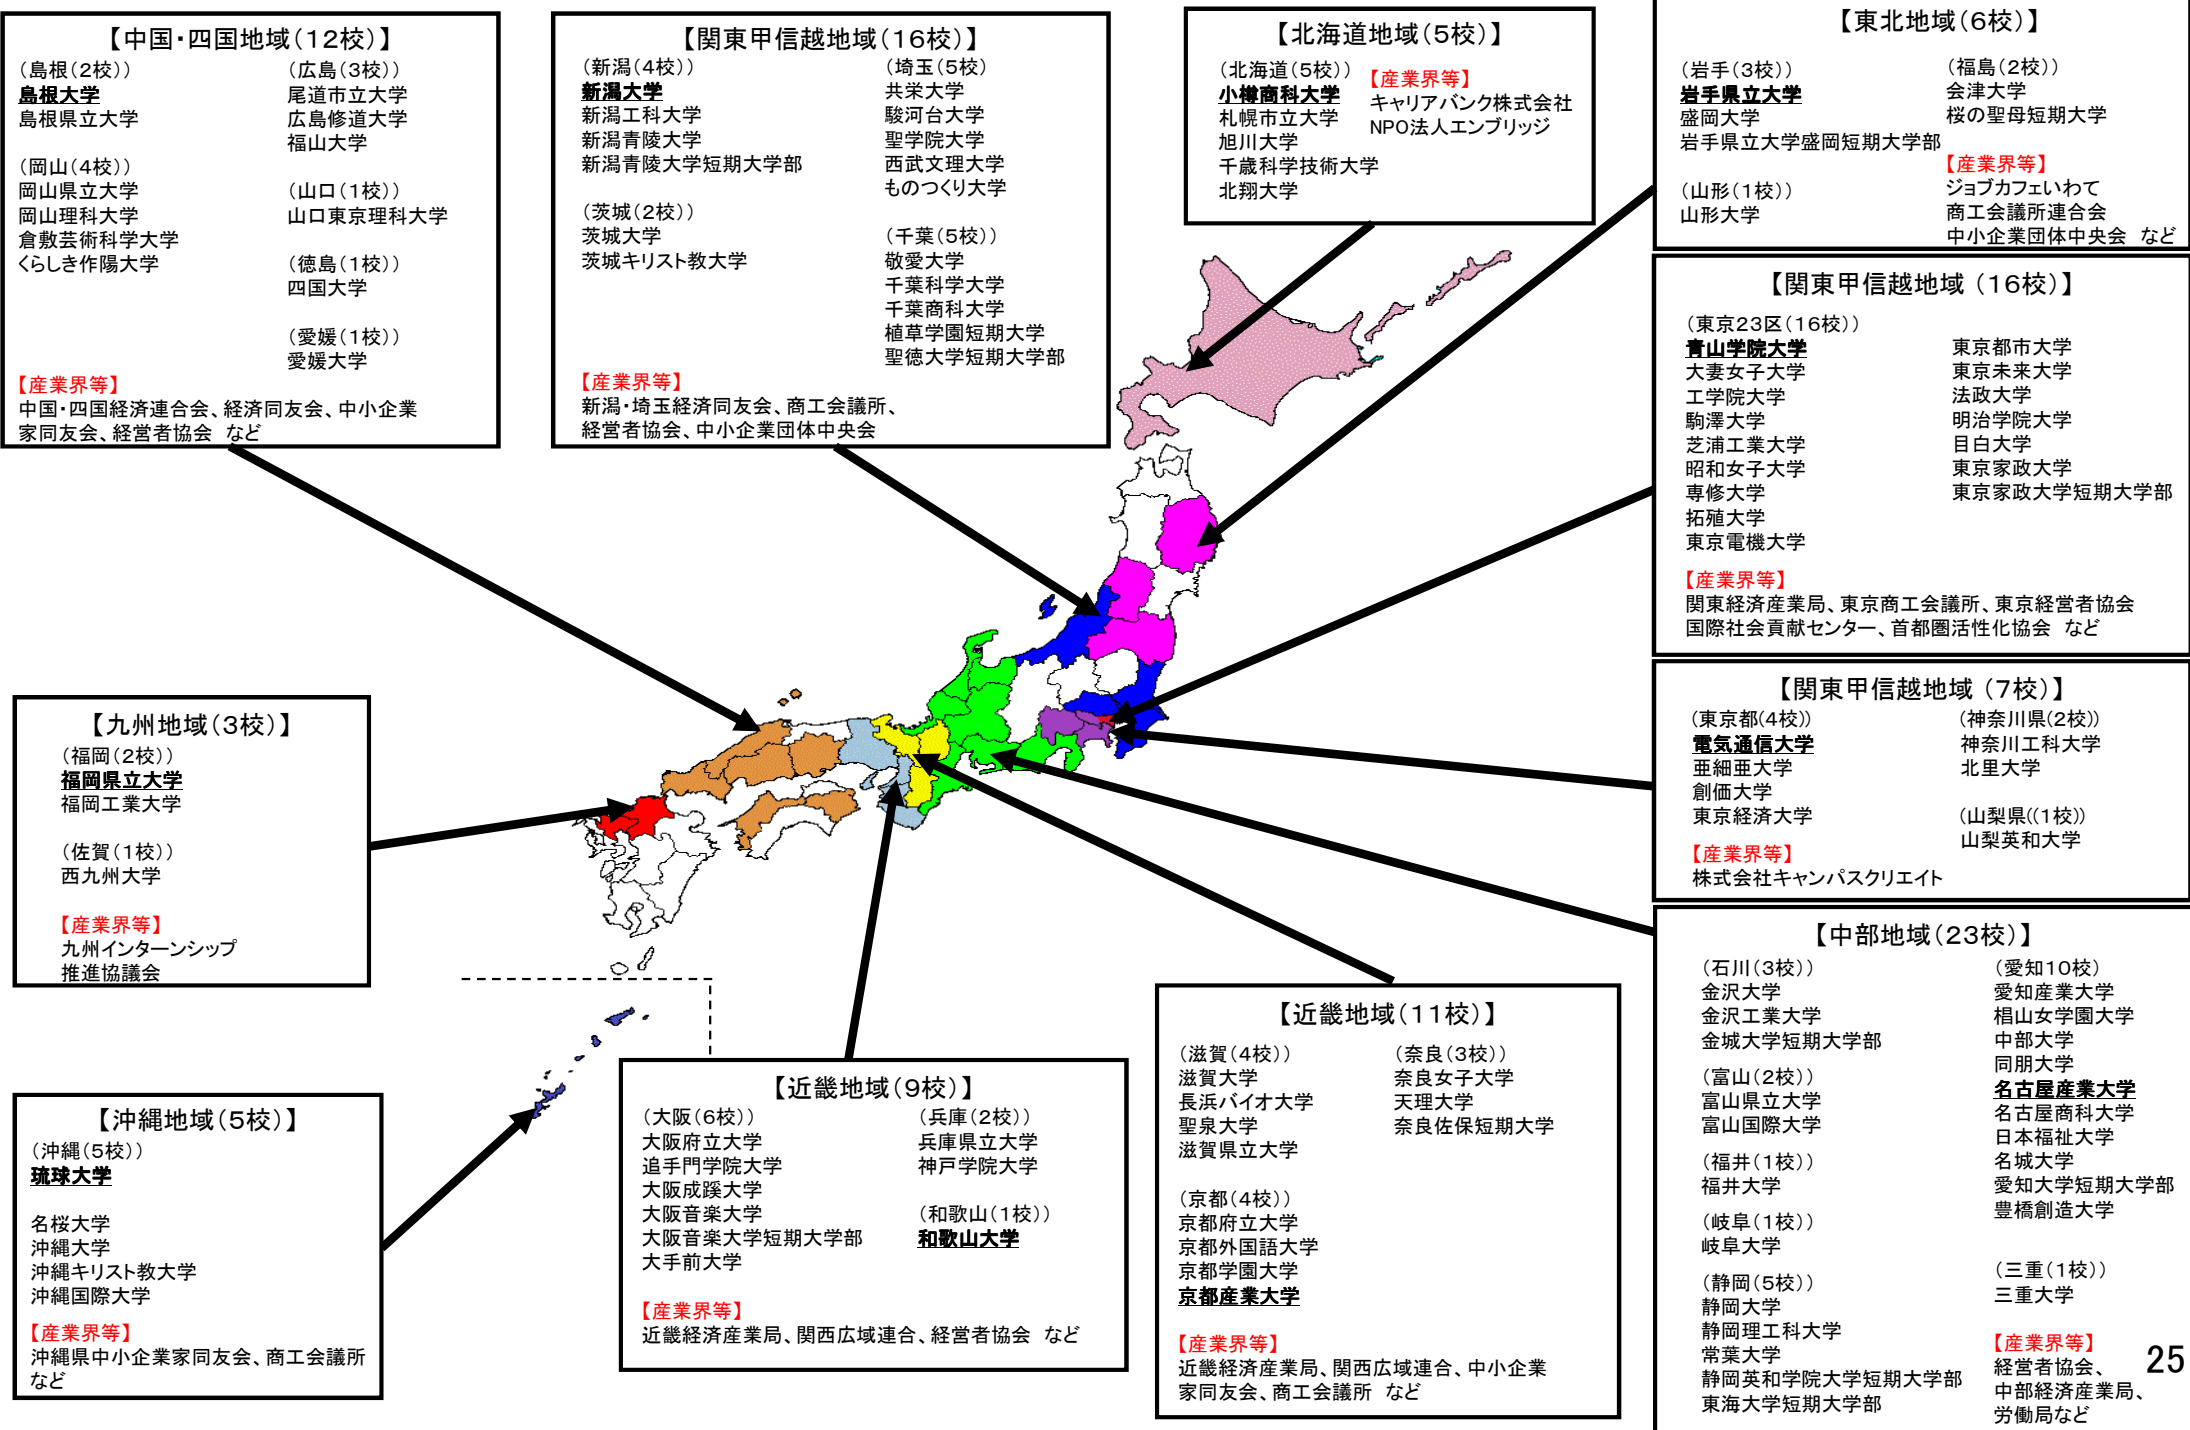 【中国・四国地域(12校)】
(島根(2校))
島根大学
島根県立大学
(岡山(4校))
岡山県立大学
岡山理科大学
倉敷芸術科学大学
くらしき作陽大学
(広島(3校))
尾道市立大学
広島修道大学
福山大学
(山口(1校))
山口東京理科大学
(徳島(1校))
四国大学
(愛媛(1校))
愛媛大学
【産業界等】
中国・四国経済連合会、経済同友会、中小企業
家同友会、経営者協会 など
【関東甲信越地域(16校)】
(新潟(4校))
新潟大学
新潟工科大学
新潟青陵大学
新潟青陵大学短期大学部
(茨城(2校))
茨城大学
茨城キリスト教大学
(埼玉(5校)
共栄大学
駿河台大学
聖学院大学
西武文理大学
ものつくり大学
(千葉(5校))
敬愛大学
千葉科学大学
千葉商科大学
植草学園短期大学
聖徳大学短期大学部
【産業界等】
新潟・埼玉経済同友会、商工会議所、
経営者協会、中小企業団体中央会
【北海道地域(5校)】
(北海道(5校))
小樽商科大学
札幌市立大学
旭川大学
千歳科学技術大学
北翔大学
【産業界等】
キャリアバンク株式会社
NPO法人エンブリッジ
【東北地域(6校)】
(岩手(3校))
岩手県立大学
盛岡大学
岩手県立大学盛岡短期大学部
(山形(1校))
山形大学
(福島(2校))
会津大学
桜の聖母短期大学
【産業界等】
ジョブカフェいわて
商工会議所連合会
中小企業団体中央会 など
【関東甲信越地域 (16校)】
(東京23区(16校))
青山学院大学
大妻女子大学
工学院大学
駒澤大学
芝浦工業大学
昭和女子大学
専修大学
拓殖大学
東京電機大学
東京都市大学
東京未来大学
法政大学
明治学院大学
目白大学
東京家政大学
東京家政大学短期大学部
【産業界等】
関東経済産業局、東京商工会議所、東京経営者協会
国際社会貢献センター、首都圏活性化協会 など
【関東甲信越地域 (7校)】
(東京都(4校))
電気通信大学
亜細亜大学
創価大学
東京経済大学
(神奈川県(2校))
神奈川工科大学
北里大学
(山梨県((1校))
山梨英和大学
【産業界等】
株式会社キャンパスクリエイト
【中部地域(23校)】
(石川(3校))
金沢大学
金沢工業大学
金城大学短期大学部
(富山(2校))
富山県立大学
富山国際大学
(福井(1校))
福井大学
(岐阜(1校))
岐阜大学
(静岡(5校))
静岡大学
静岡理工科大学
常葉大学
静岡英和学院大学短期大学部
東海大学短期大学部
(愛知10校)
愛知産業大学
椙山女学園大学
中部大学
同朋大学
名古屋産業大学
名古屋商科大学
日本福祉大学
名城大学
愛知大学短期大学部
豊橋創造大学
(三重(1校))
三重大学
【産業界等】
経営者協会、
中部経済産業局、
労働局など
25
【九州地域(3校)】
(福岡(2校))
福岡県立大学
福岡工業大学
(佐賀(1校))
西九州大学
【産業界等】
九州インターンシップ
推進協議会
【沖縄地域(5校)】
(沖縄(5校))
琉球大学
名桜大学
沖縄大学
沖縄キリスト教大学
沖縄国際大学
【産業界等】
沖縄県中小企業家同友会、商工会議所
など
【近畿地域(9校)】
(大阪(6校))
大阪府立大学
追手門学院大学
大阪成蹊大学
大阪音楽大学
大阪音楽大学短期大学部
大手前大学
(兵庫(2校))
兵庫県立大学
神戸学院大学
(和歌山(1校))
和歌山大学
【産業界等】
近畿経済産業局、関西広域連合、経営者協会 など
【近畿地域(11校)】
(滋賀(4校))
滋賀大学
長浜バイオ大学
聖泉大学
滋賀県立大学
(京都(4校))
京都府立大学
京都外国語大学
京都学園大学
京都産業大学
(奈良(3校))
奈良女子大学
天理大学
奈良佐保短期大学
【産業界等】
近畿経済産業局、関西広域連合、中小企業
家同友会、商工会議所 など